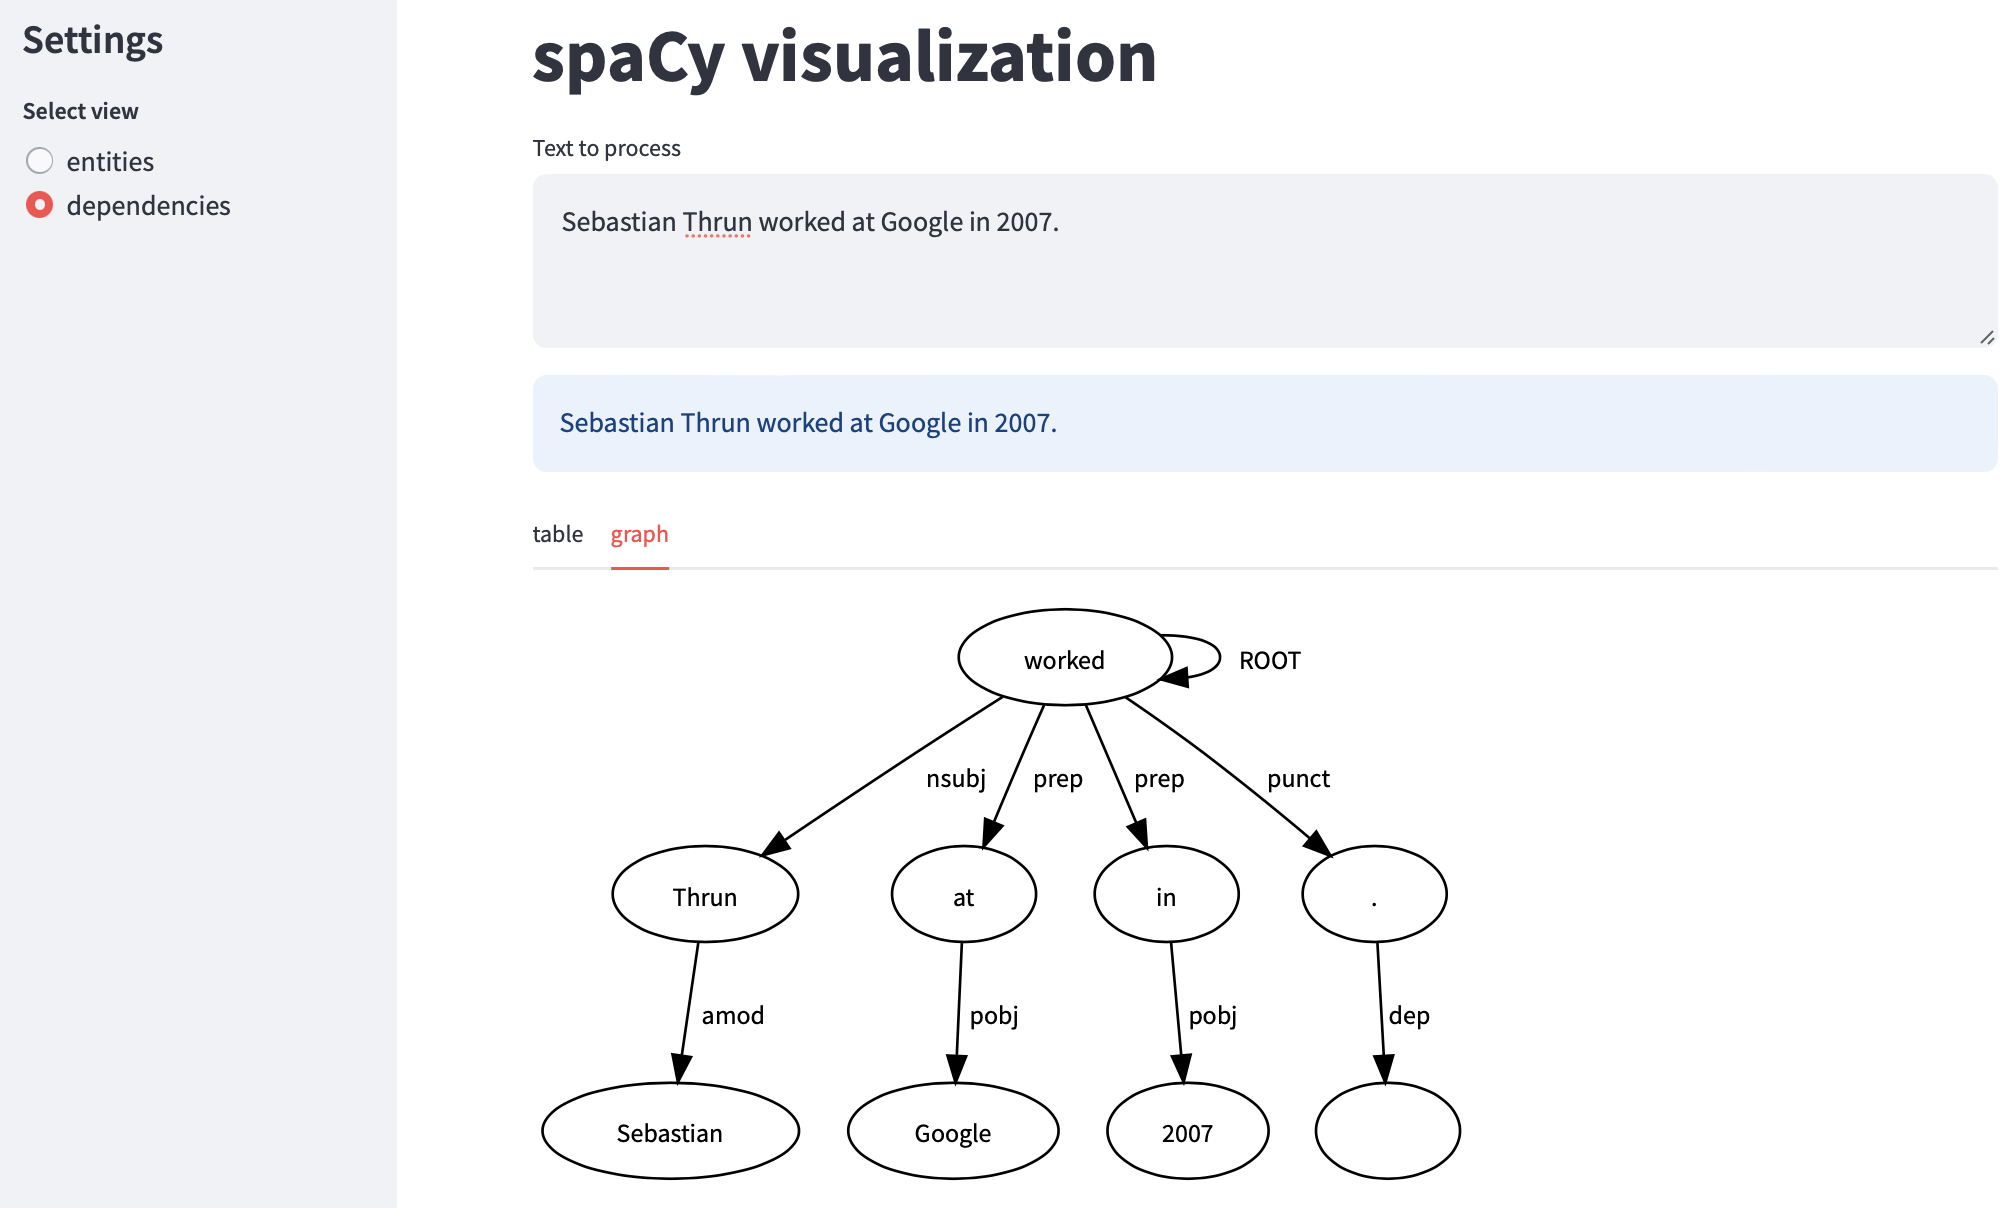 Settings
Select view
entities
dependencies
spaCy visualization
Text to process
Sebastian Thrun worked at Google in 2007.
Sebastian Thrun worked at Google in 2007.
table graph
worked ROOT
nsubj prep prep punct
Thrun at in .
amod pobj pobj dep
Sebastian Google 2007